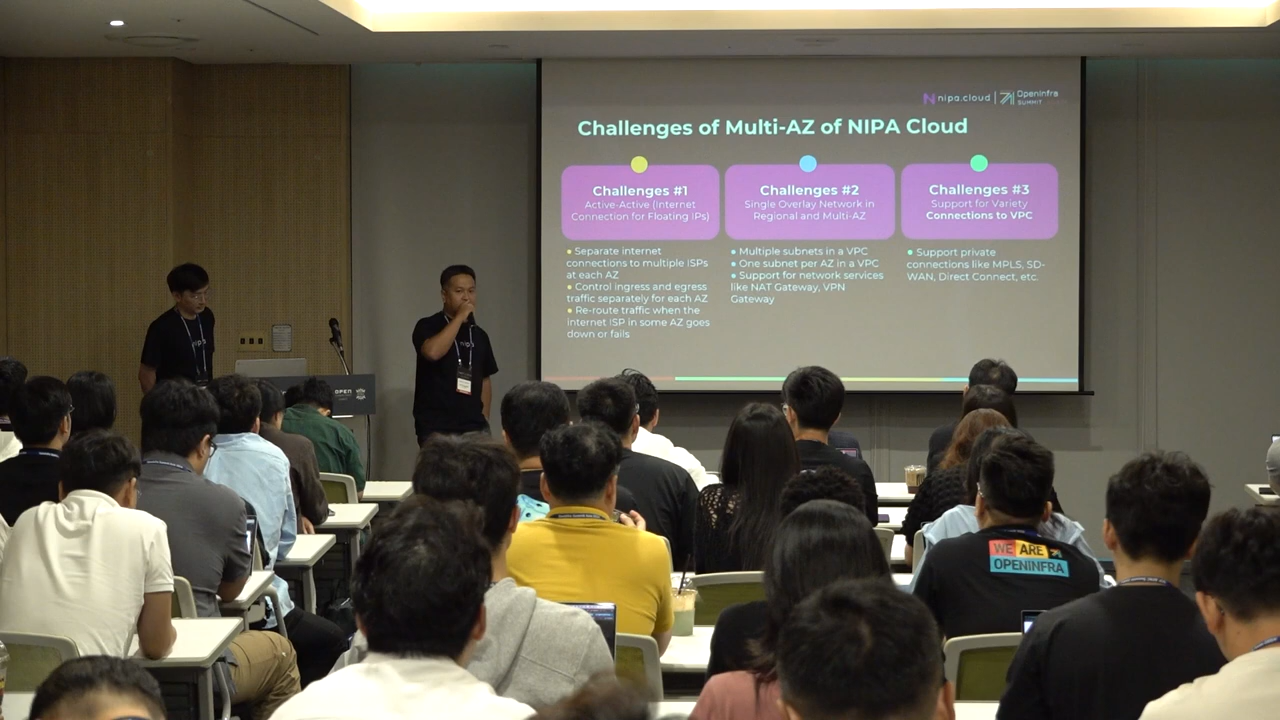 nipa.cloud | OpenInfra
SUMMIT
Challenges of Multi-AZ of NIPA Cloud
Challenges #1
Active-Active (Internet
Connection for Floating IPs)
• Separate internet
connections to multiple ISPs
at each AZ
• Control ingress and egress
traffic separately for each AZ
• Re-route traffic when the
internet ISP in some AZ goes
down or fails
Challenges #2
Single Overlay Network in
Regional and Multi-AZ
• Multiple subnets in a VPC
• One subnet per AZ in a VPC
• Support for network services
like NAT Gateway, VPN
Gateway
Challenges #3
Support for Variety
Connections to VPC
• Support private
connections like MPLS, SD-
WAN, Direct Connect, etc.
nipa
OPEN
WE ARE
OPENINFRA